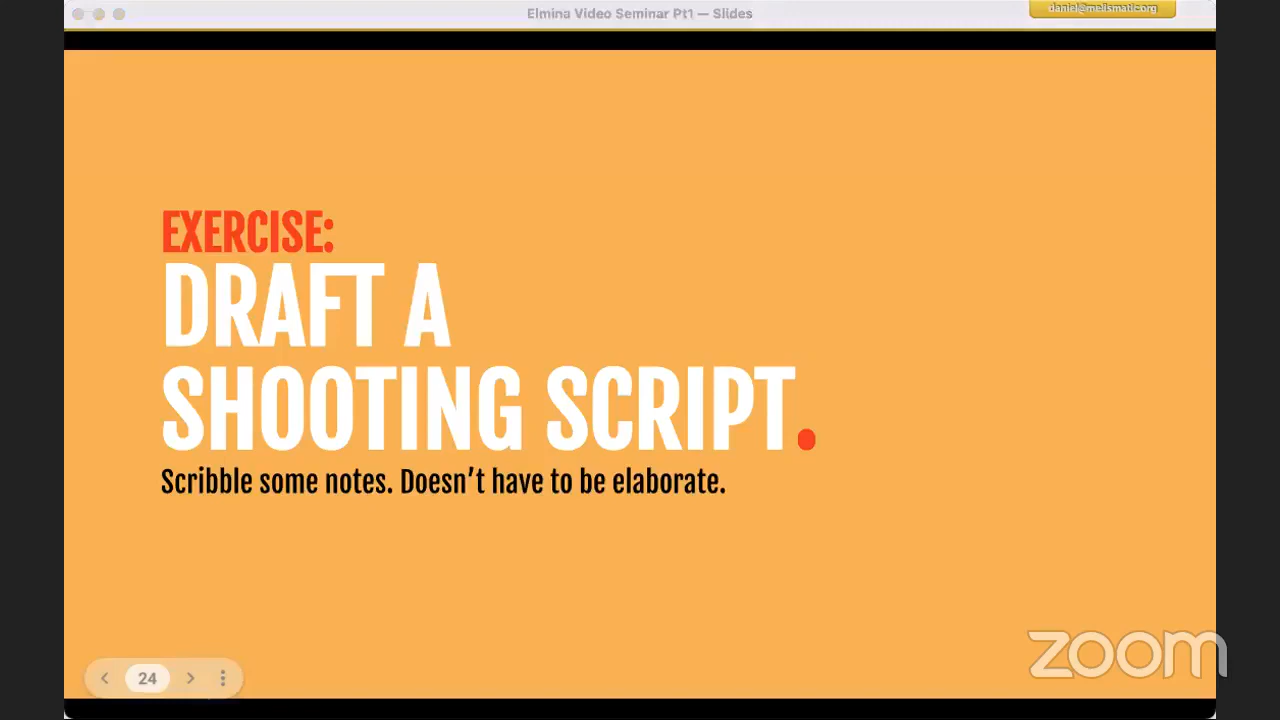 Elmina Video Seminar Pt1 — Slides
daniel@melismatic.org
EXERCISE:
DRAFT A
SHOOTING SCRIPT.
Scribble some notes. Doesn’t have to be elaborate.
24
zoom